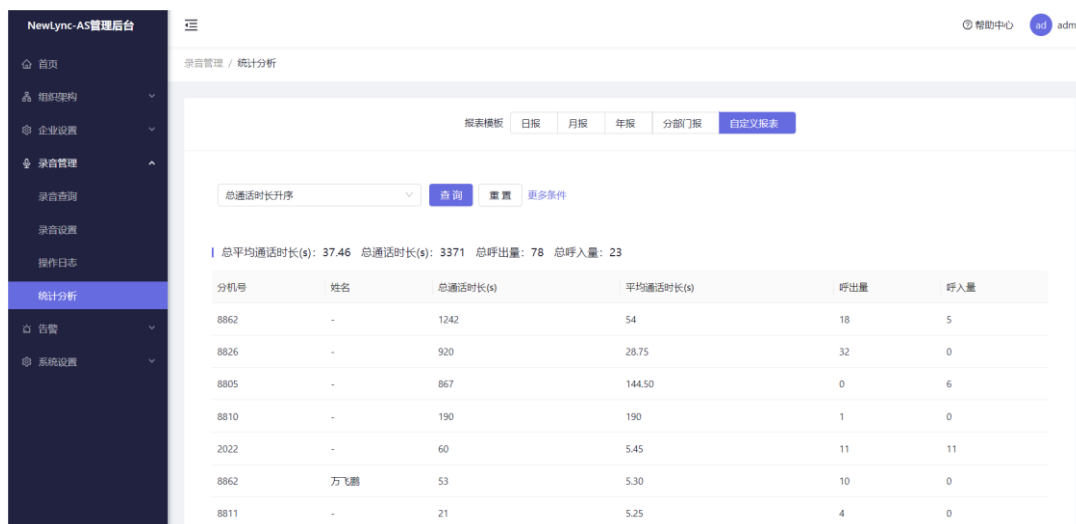 NewLync-AS管理后台
帮助中心
ad adm
首页
组织架构
企业设置
录音管理
录音查询
录音设置
操作日志
统计分析
告警
系统设置
录音管理 / 统计分析
报表模板 日报 月报 年报 分部门报 自定义报表
总通话时长升序 查 询 重 置 更多条件
总平均通话时长(s)：37.46 总通话时长(s)：3371 总呼出量：78 总呼入量：23
分机号 姓名 总通话时长(s) 平均通话时长(s) 呼出量 呼入量
8862 - 1242 54 18 5
8826 - 920 28.75 32 0
8805 - 867 144.50 0 6
8810 - 190 190 1 0
2022 - 60 5.45 11 11
8862 万飞鹏 53 5.30 10 0
8811 - 21 5.25 4 0